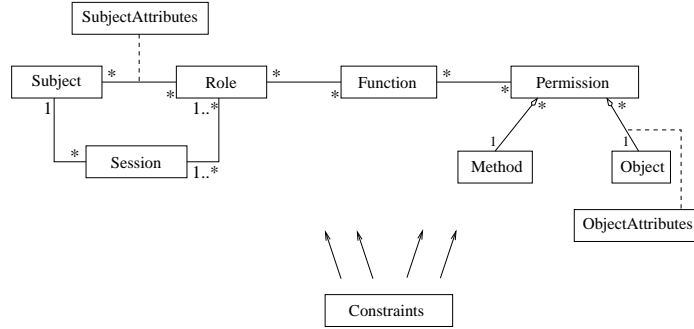 SubjectAttributes
Subject
*
*
Role
*
*
Function
*
*
Permission
1
1..*
*
*
*
Session
1..*
1
1
Method
Object
ObjectAttributes
Constraints